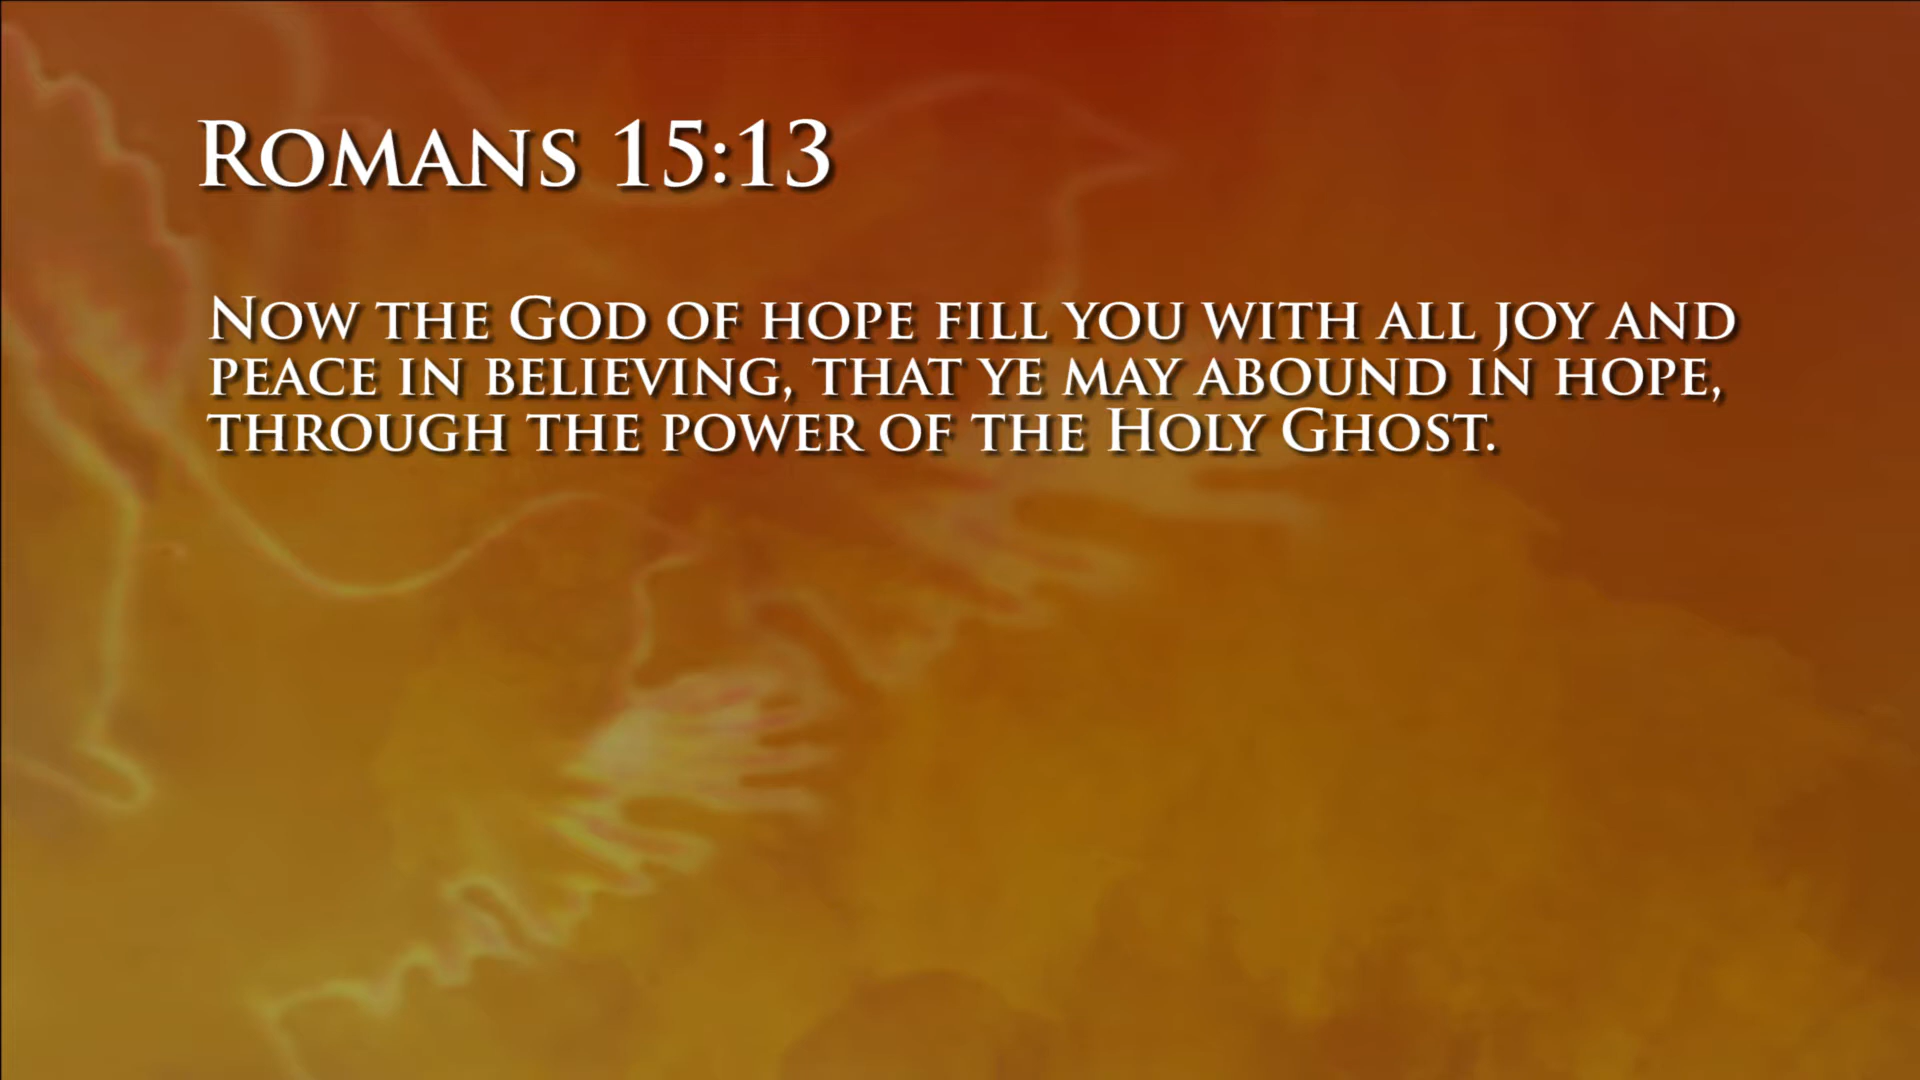 Romans 15:13
Now the God of hope fill you with all joy and
peace in believing, that ye may abound in hope,
through the power of the Holy Ghost.